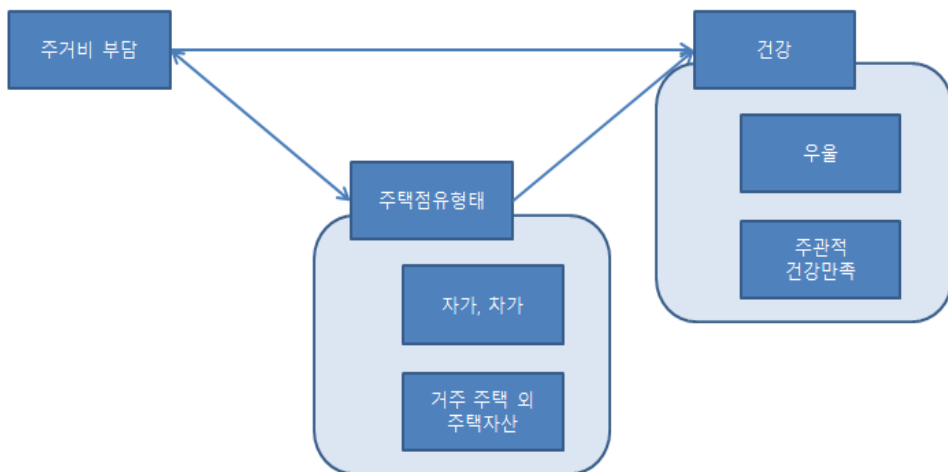 주거비 부담
건강
우울
주택점유형태
주관적
건강만족
자가, 차가
거주 주택 외
주택자산